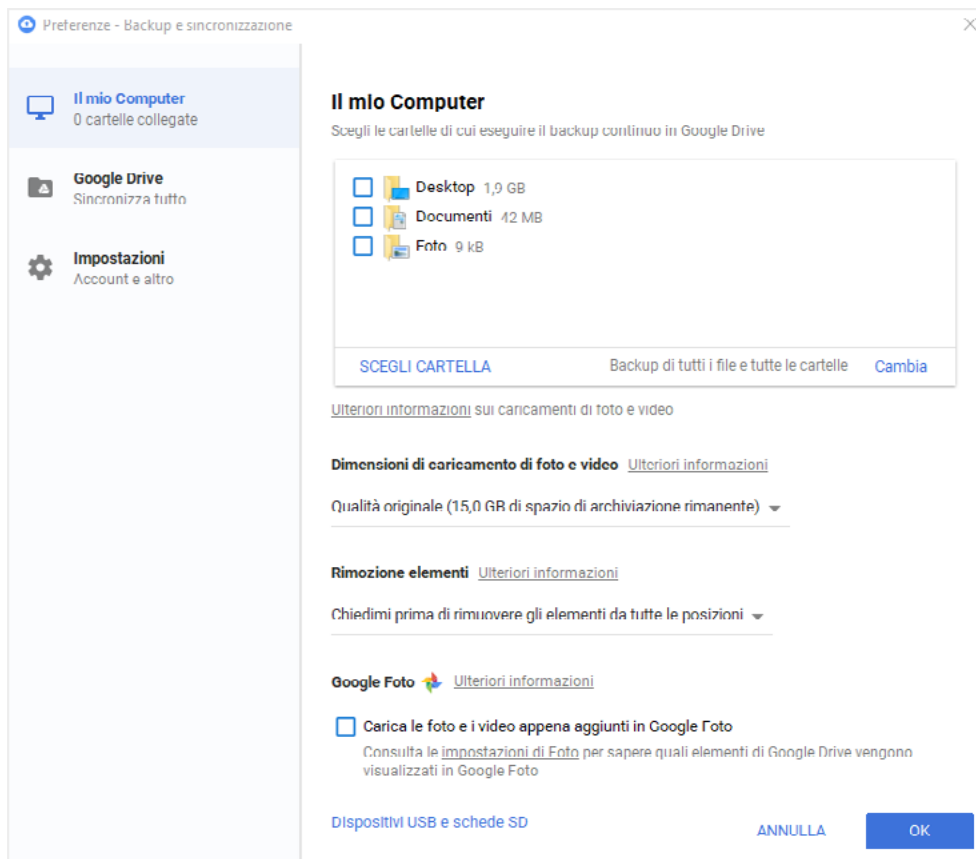 Preferenze - Backup e sincronizzazione
Il mio Computer
0 cartelle collegate
Google Drive
Sincronizza tutto
Impostazioni
Account e altro
Il mio Computer
Scegli le cartelle di cui eseguire il backup continuo in Google Drive
Desktop 1,9 GB
Documenti 42 MB
Foto 9 kB
SCEGLI CARTELLA Backup di tutti i file e tutte le cartelle Cambia
Ulteriori informazioni sui caricamenti di foto e video
Dimensioni di caricamento di foto e video Ulteriori informazioni
Qualità originale (15,0 GB di spazio di archiviazione rimanente)
Rimozione elementi Ulteriori informazioni
Chiedimi prima di rimuovere gli elementi da tutte le posizioni
Google Foto Ulteriori informazioni
Carica le foto e i video appena aggiunti in Google Foto
Consulta le impostazioni di Foto per sapere quali elementi di Google Drive vengono
visualizzati in Google Foto
Dispositivi USB e schede SD
ANNULLA OK